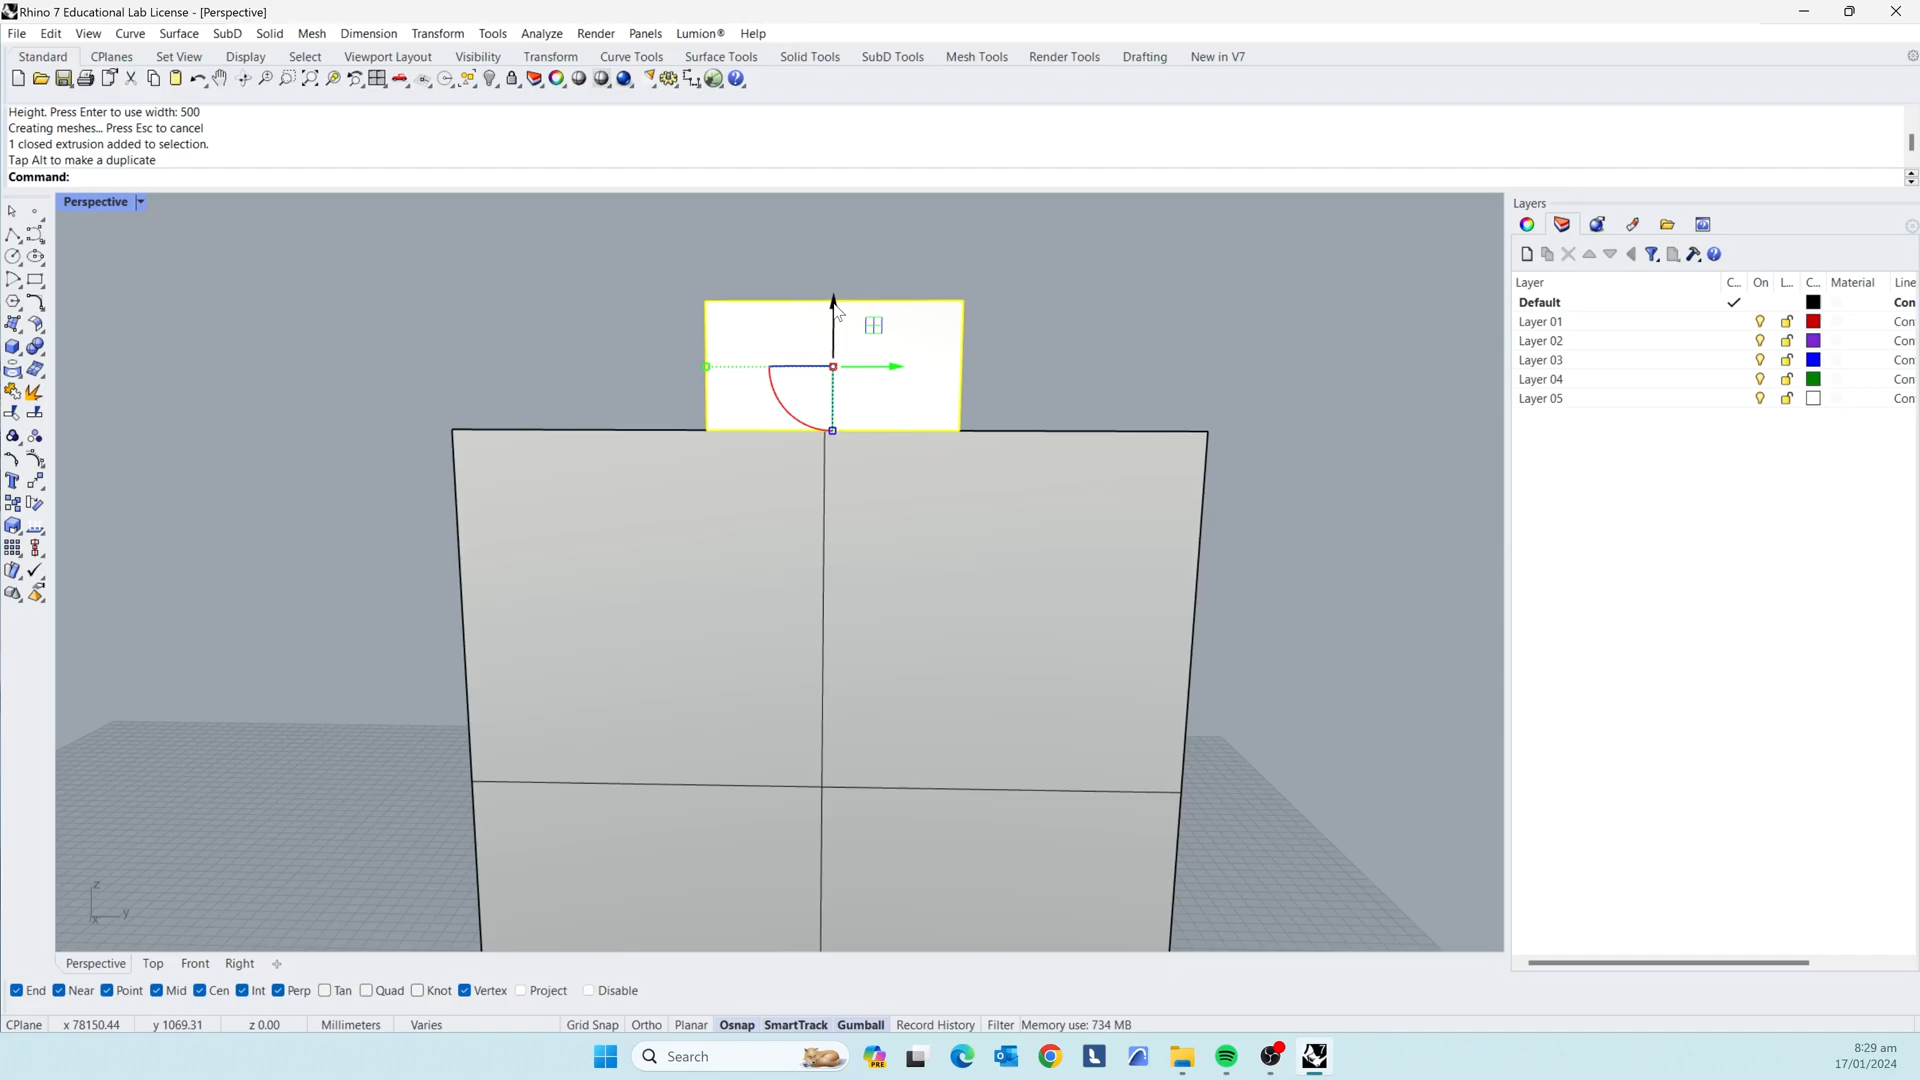 Rhino 7 Educational Lab License - [Perspective]
File Edit View Curve Surface SubD Solid Mesh Dimension Transform Tools Analyze Render Panels Lumion® Help
Standard CPlanes Set View Display Select Viewport Layout Visibility Transform Curve Tools Surface Tools Solid Tools SubD Tools Mesh Tools Render Tools Drafting New in V7
Height. Press Enter to use width: 500
Creating meshes... Press Esc to cancel
1 closed extrusion added to selection.
Tap Alt to make a duplicate
Command:
Perspective
Layers
Layer C... On L... C... Material Line
Default Con
Layer 01 Con
Layer 02 Con
Layer 03 Con
Layer 04 Con
Layer 05 Con
z
x y
Perspective Top Front Right
End Near Point Mid Cen Int Perp Tan Quad Knot Vertex Project Disable
CPlane x 78150.44 y 1069.31 z 0.00 Millimeters Varies Grid Snap Ortho Planar Osnap SmartTrack Gumball Record History Filter Memory use: 734 MB
Search PRE
8:29 am
17/01/2024